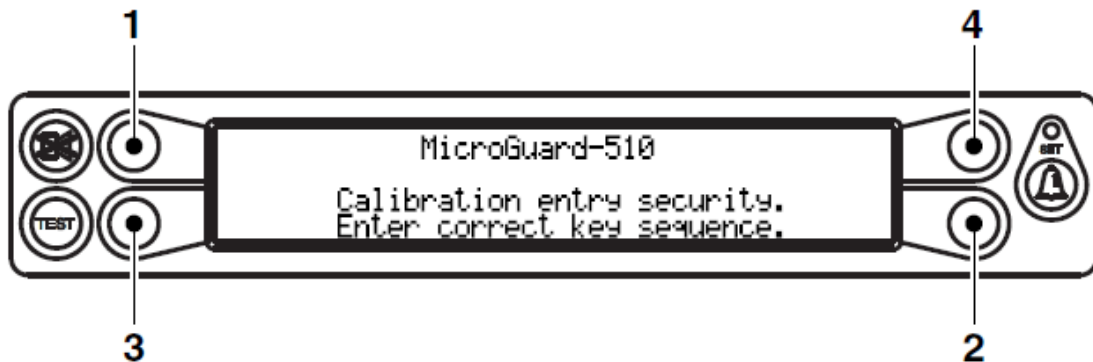 1 4
MicroGuard-510
SET
Calibration entry security.
TEST
Enter correct key sequence.
3 2